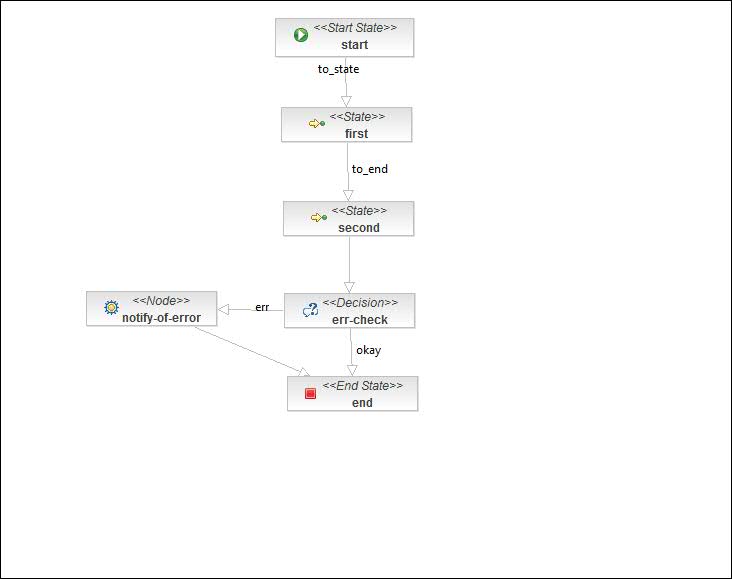 <<Start State>>
start
to_state
<<State>>
first
to_end
<<State>>
second
<<Node>>
notify-of-error
err
<<Decision>>
err-check
okay
<<End State>>
end